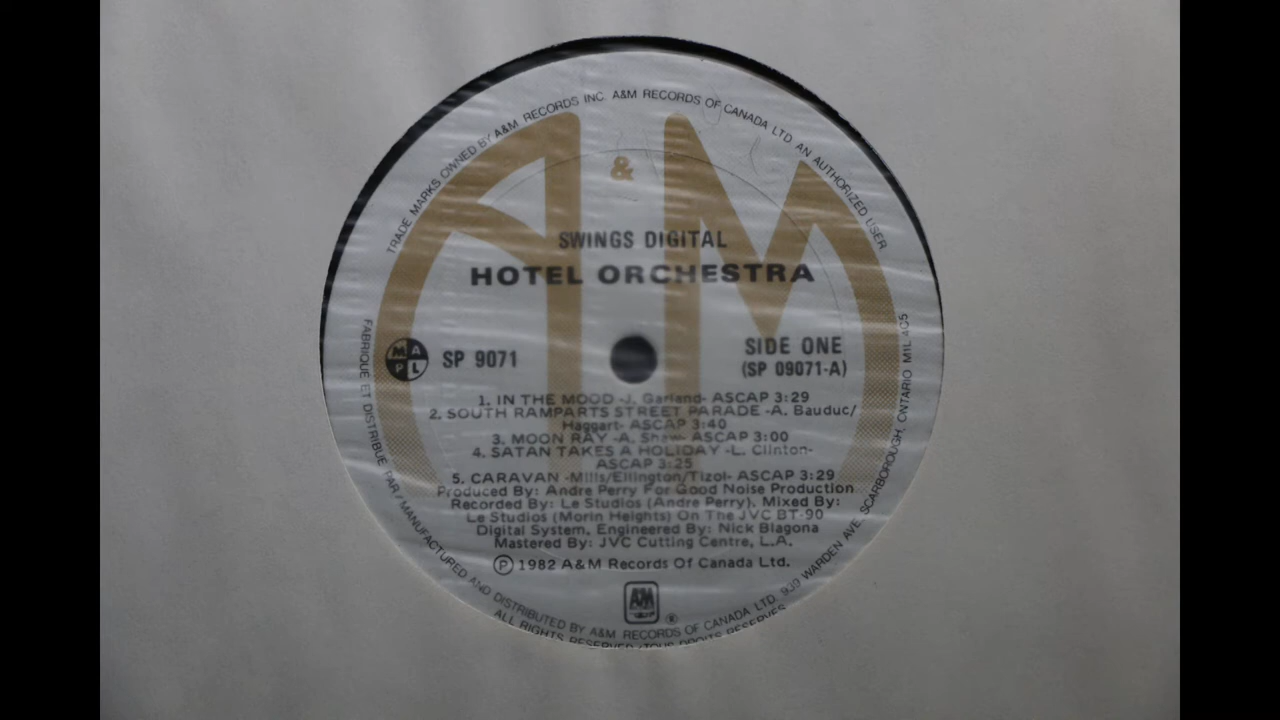 TRADE MARKS OWNED BY A&M RECORDS INC. A&M RECORDS OF CANADA LTD AN AUTHORIZED USER
A & M
SWINGS DIGITAL
HOTEL ORCHESTRA
MAPL
SP 9071
SIDE ONE
(SP 09071-A)
1. IN THE MOOD -J. Garland- ASCAP 3:29
2. SOUTH RAMPARTS STREET PARADE -A. Bauduc/
Haggart- ASCAP 3:40
3. MOON RAY -A. Shaw- ASCAP 3:00
4. SATAN TAKES A HOLIDAY -L. Clinton-
ASCAP 3:25
5. CARAVAN -Mills/Ellington/Tizol- ASCAP 3:29
Produced By: Andre Perry For Good Noise Production
Recorded By: Le Studios (Andre Perry), Mixed By:
Le Studios (Morin Heights) On The JVC BT-90
Digital System, Engineered By: Nick Blagona
Mastered By: JVC Cutting Centre, L.A.
℗ 1982 A&M Records Of Canada Ltd.
A&M ®
FABRIQUE ET DISTRIBUE PAR/MANUFACTURED AND DISTRIBUTED BY A&M RECORDS OF CANADA LTD. 939 WARDEN AVE. SCARBOROUGH, ONTARIO M1L 4C5
ALL RIGHTS RESERVED - TOUS DROITS RESERVES